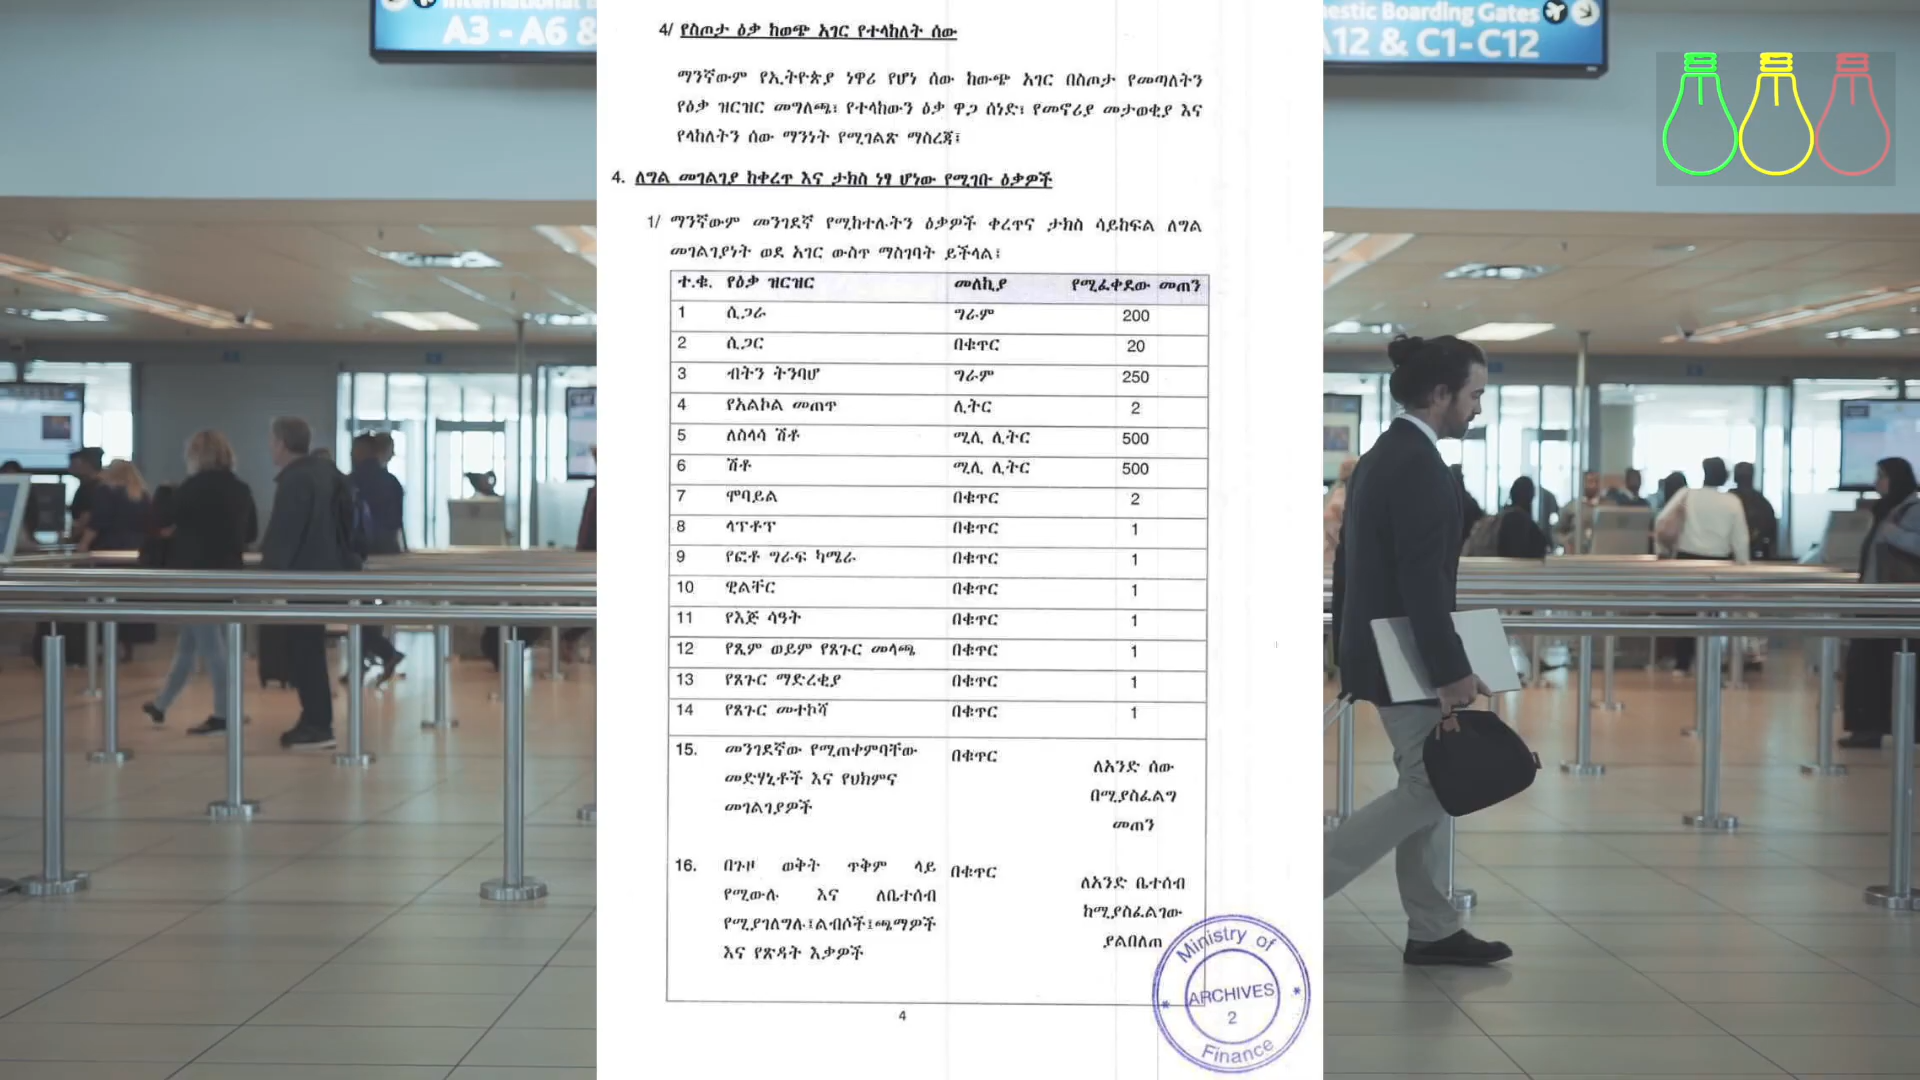 A3 - A6 &
estic Boarding Gates
A12 & C1-C12
4/ የስጦታ ዕቃ ከወጭ አገር የተላከለት ሰው
ማንኛውም የኢትዮጵያ ነዋሪ የሆነ ሰው ከውጭ አገር በስጦታ የመጣለትን
የዕቃ ዝርዝር መግለጫ፣ የተላከውን ዕቃ ዋጋ ሰነድ፣ የመኖሪያ መታወቂያ እና
የላከለትን ሰው ማንነት የሚገልጽ ማስረጃ፤
4. ለግል መገልገያ ከቀረጥ እና ታክስ ነፃ ሆነው የሚገቡ ዕቃዎች
1/ ማንኛውም መንገደኛ የሚከተሉትን ዕቃዎች ቀረጥና ታክስ ሳይከፍል ለግል
መገልገያነት ወደ አገር ውስጥ ማስገባት ይችላል፤
ተ.ቁ. የዕቃ ዝርዝር መለኪያ የሚፈቀደው መጠን
1 ሲጋራ ግራም 200
2 ሲጋር በቁጥር 20
3 ብትን ትንባሆ ግራም 250
4 የአልኮል መጠጥ ሊትር 2
5 ለስላሳ ሽቶ ሚሊ ሊትር 500
6 ሽቶ ሚሊ ሊትር 500
7 ሞባይል በቁጥር 2
8 ላፕቶፕ በቁጥር 1
9 የፎቶ ግራፍ ካሜራ በቁጥር 1
10 ዊልቸር በቁጥር 1
11 የእጅ ሳዓት በቁጥር 1
12 የጺም ወይም የጸጉር መላጫ በቁጥር 1
13 የጸጉር ማድረቂያ በቁጥር 1
14 የጸጉር መተኮሻ በቁጥር 1
15. መንገደኛው የሚጠቀምባቸው በቁጥር ለአንድ ሰው
መድሃኒቶች እና የህክምና በሚያስፈልግ
መገልገያዎች መጠን
16. በጉዞ ወቅት ጥቅም ላይ በቁጥር ለአንድ ቤተሰብ
የሚውሉ እና ለቤተሰብ ከሚያስፈልገው
የሚያገለግሉ፤ልብሶች፤ጫማዎች ያልበለጠ
እና የጽዳት እቃዎች
4
Ministry of
ARCHIVES
2
Finance